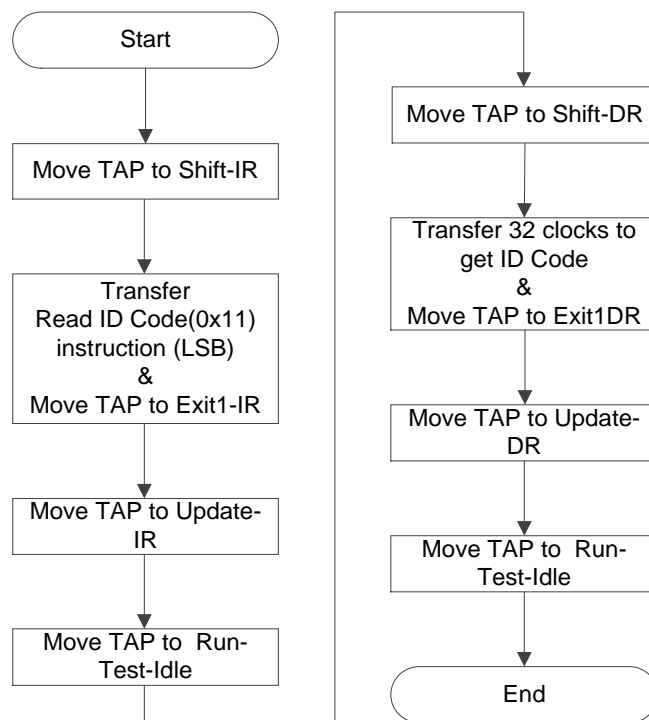 Start
Move TAP to Shift-IR
Transfer
Read ID Code(0x11)
instruction (LSB)
&
Move TAP to Exit1-IR
Move TAP to Update-
IR
Move TAP to Run-
Test-Idle
Move TAP to Shift-DR
Transfer 32 clocks to
get ID Code
&
Move TAP to Exit1DR
Move TAP to Update-
DR
Move TAP to Run-
Test-Idle
End